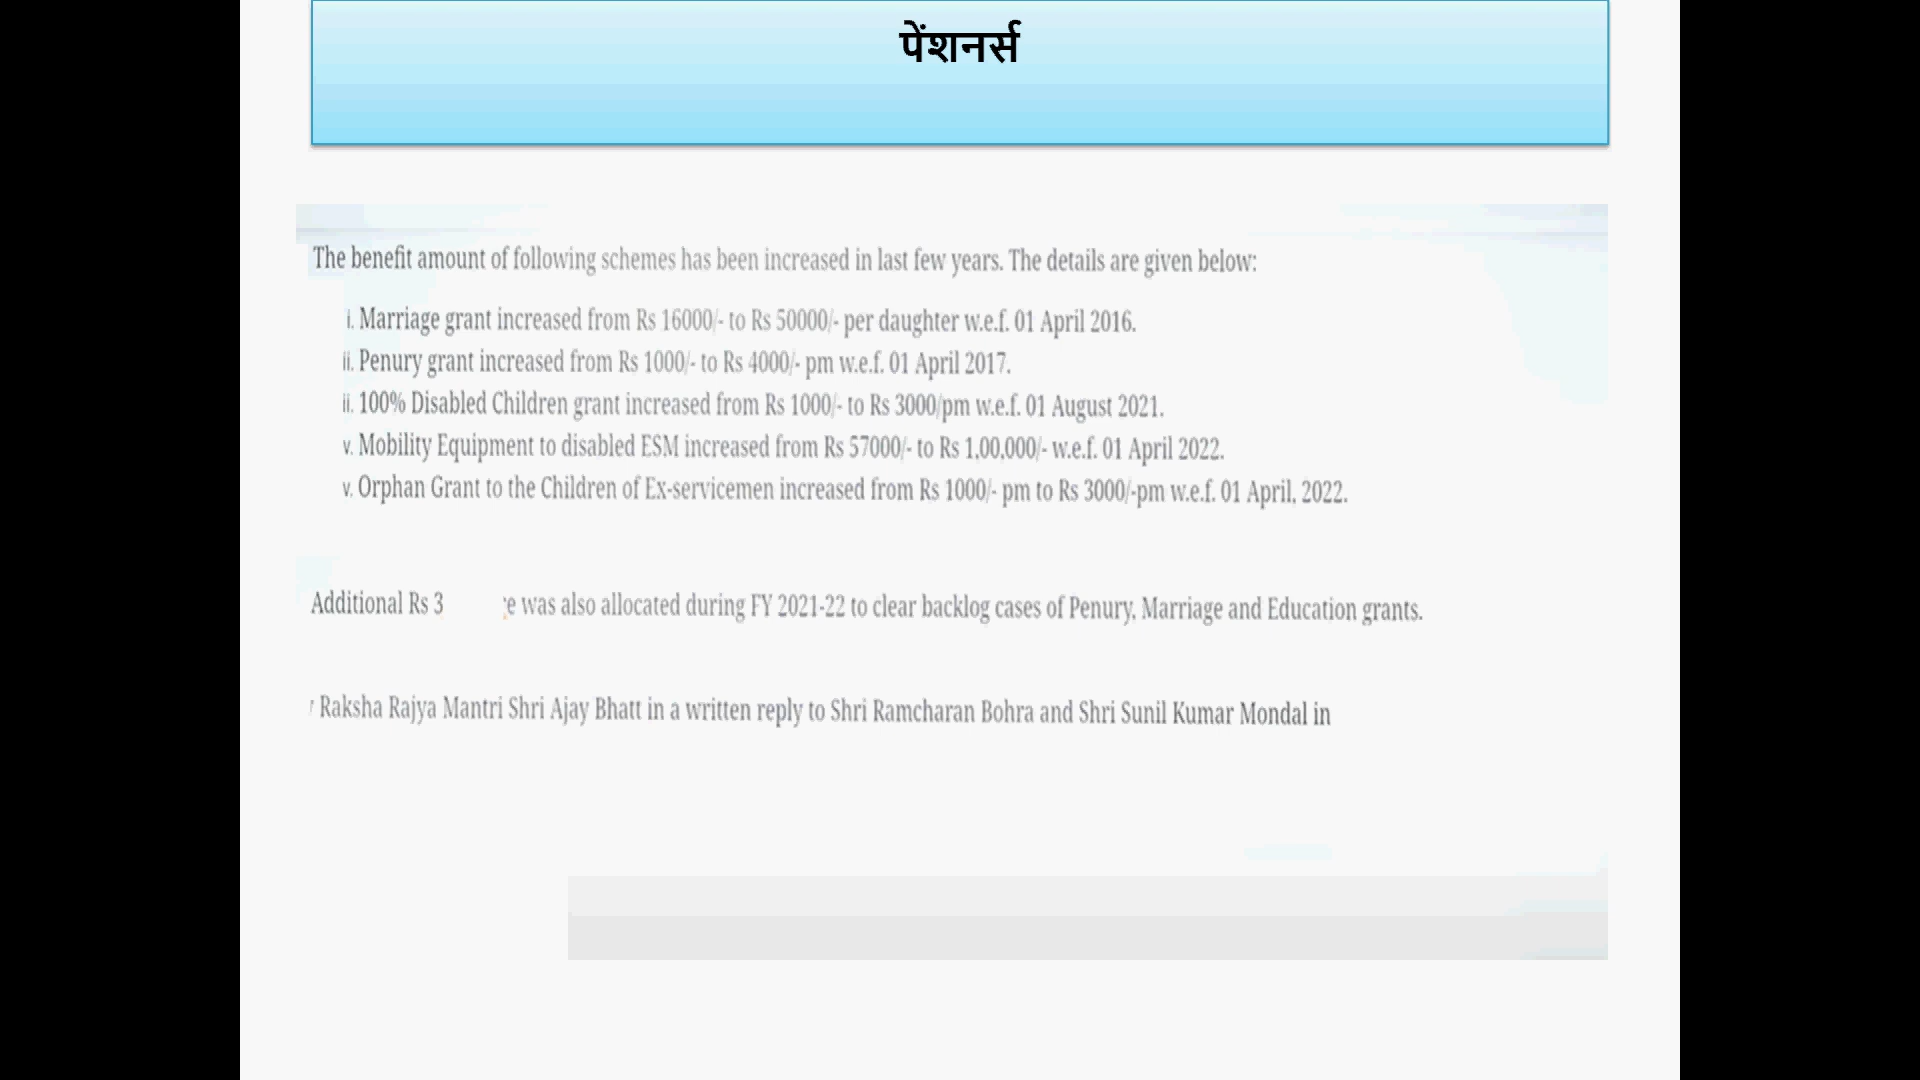 पेंशनर्स
The benefit amount of following schemes has been increased in last few years. The details are given below:
i. Marriage grant increased from Rs 16000/- to Rs 50000/- per daughter w.e.f. 01 April 2016.
ii. Penury grant increased from Rs 1000/- to Rs 4000/- pm w.e.f. 01 April 2017.
ii. 100% Disabled Children grant increased from Rs 1000/- to Rs 3000/pm w.e.f. 01 August 2021.
v. Mobility Equipment to disabled ESM increased from Rs 57000/- to Rs 1,00,000/- w.e.f. 01 April 2022.
v. Orphan Grant to the Children of Ex-servicemen increased from Rs 1000/- pm to Rs 3000/-pm w.e.f. 01 April, 2022.
Additional Rs 3 was also allocated during FY 2021-22 to clear backlog cases of Penury, Marriage and Education grants.
Raksha Rajya Mantri Shri Ajay Bhatt in a written reply to Shri Ramcharan Bohra and Shri Sunil Kumar Mondal in